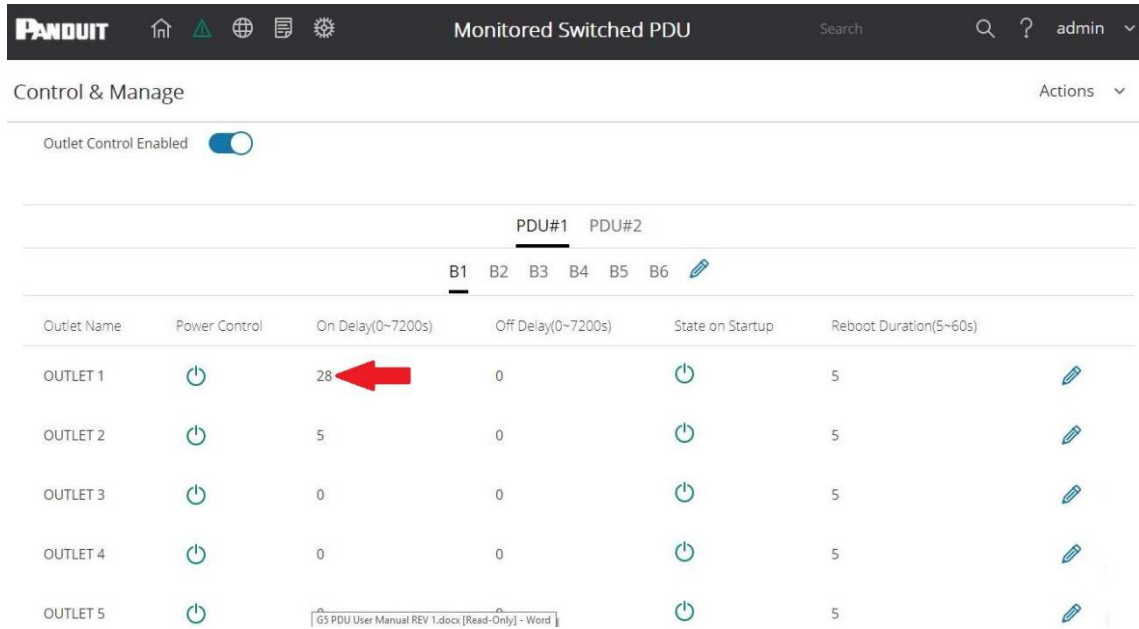 PANDUIT Monitored Switched PDU Search ? admin
Control & Manage Actions
Outlet Control Enabled
PDU#1 PDU#2
B1 B2 B3 B4 B5 B6
Outlet Name Power Control On Delay(0~7200s) Off Delay(0~7200s) State on Startup Reboot Duration(5~60s)
OUTLET 1 28 0 5
OUTLET 2 5 0 5
OUTLET 3 0 0 5
OUTLET 4 0 0 5
OUTLET 5 5
G5 PDU User Manual REV 1.docx [Read-Only] - Word